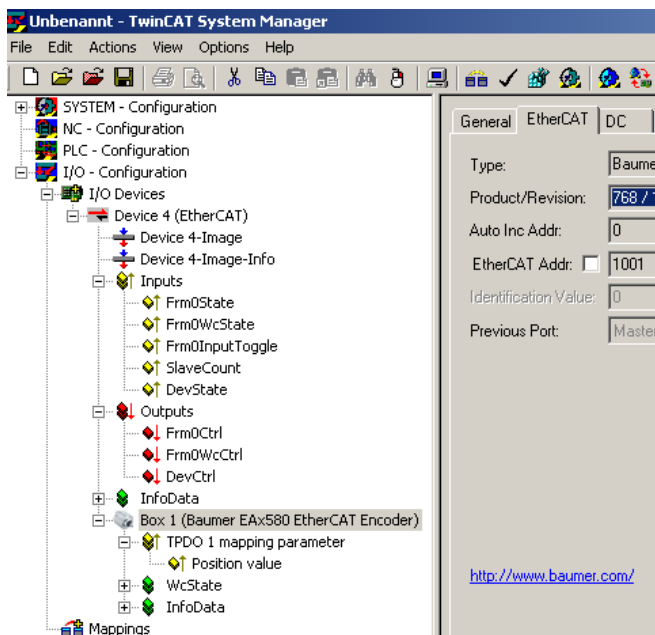 Unbenannt - TwinCAT System Manager
File Edit Actions View Options Help
SYSTEM - Configuration
NC - Configuration
PLC - Configuration
I/O - Configuration
I/O Devices
Device 4 (EtherCAT)
Device 4-Image
Device 4-Image-Info
Inputs
Frm0State
Frm0WcState
Frm0InputToggle
SlaveCount
DevState
Outputs
Frm0Ctrl
Frm0WcCtrl
DevCtrl
InfoData
Box 1 (Baumer EAx580 EtherCAT Encoder)
TPDO 1 mapping parameter
Position value
WcState
InfoData
Mappings
General EtherCAT DC
Type: Baume
Product/Revision: 768 / 1
Auto Inc Addr: 0
EtherCAT Addr: 1001
Identification Value: 0
Previous Port: Master
http://www.baumer.com/